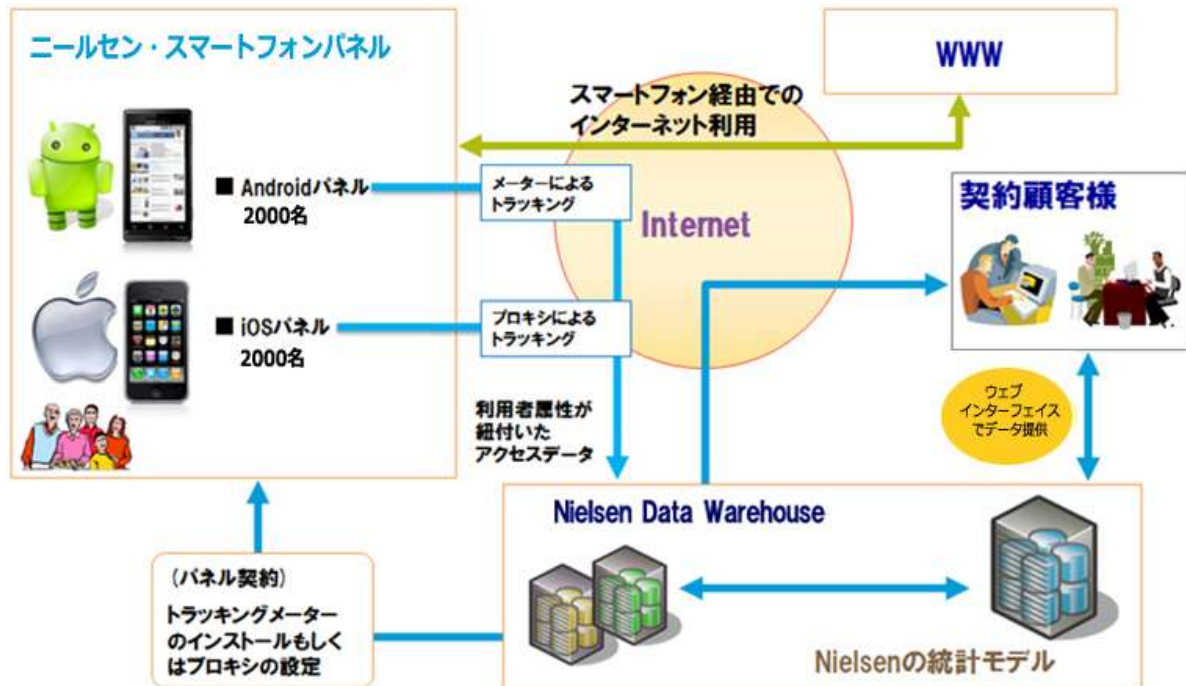 ニールセン・スマートフォンパネル
WWW
スマートフォン経由での
インターネット利用
■ Androidパネル
2000名
メーターによる
トラッキング
Internet
契約顧客様
■ iOSパネル
2000名
プロキシによる
トラッキング
利用者属性が
紐付いた
アクセスデータ
ウェブ
インターフェイス
でデータ提供
Nielsen Data Warehouse
(パネル契約)
トラッキングメーター
のインストールもしく
はプロキシの設定
Nielsenの統計モデル